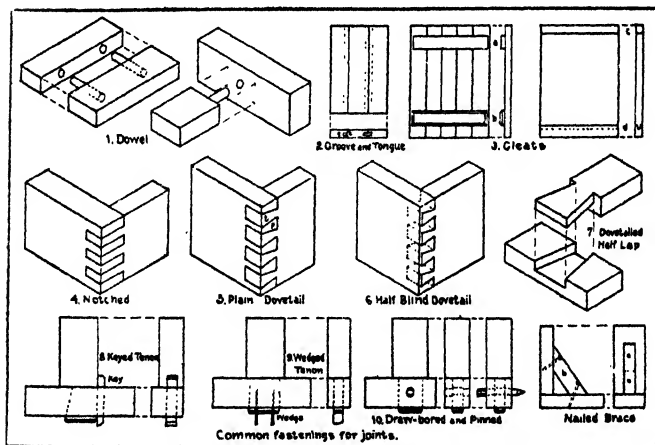 1. Dowel
2. Groove and Tongue
a
b
c
d
3. Cleats
4. Notched
5. Plain Dovetail
6. Half Blind Dovetail
7 Dovetailed
Half Lap
8. Keyed Tenon
Key
9. Wedged
Tenon
Wedge
10. Draw-bored and Pinned
b
Nailed Brace
Common fastenings for joints.